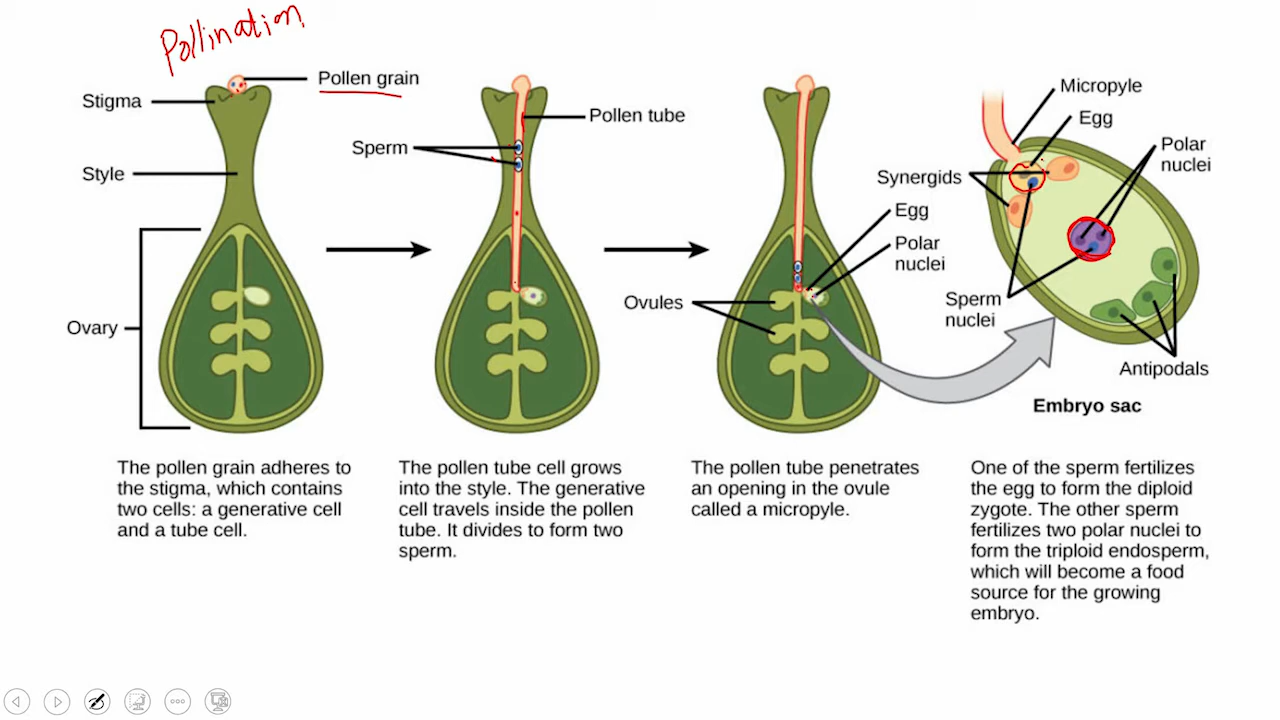 Pollination
Pollen grain
Stigma
Style
Ovary
Pollen tube
Sperm
Ovules
Egg
Polar
nuclei
Micropyle
Egg
Polar
nuclei
Synergids
Sperm
nuclei
Antipodals
Embryo sac
The pollen grain adheres to
the stigma, which contains
two cells: a generative cell
and a tube cell.
The pollen tube cell grows
into the style. The generative
cell travels inside the pollen
tube. It divides to form two
sperm.
The pollen tube penetrates
an opening in the ovule
called a micropyle.
One of the sperm fertilizes
the egg to form the diploid
zygote. The other sperm
fertilizes two polar nuclei to
form the triploid endosperm,
which will become a food
source for the growing
embryo.